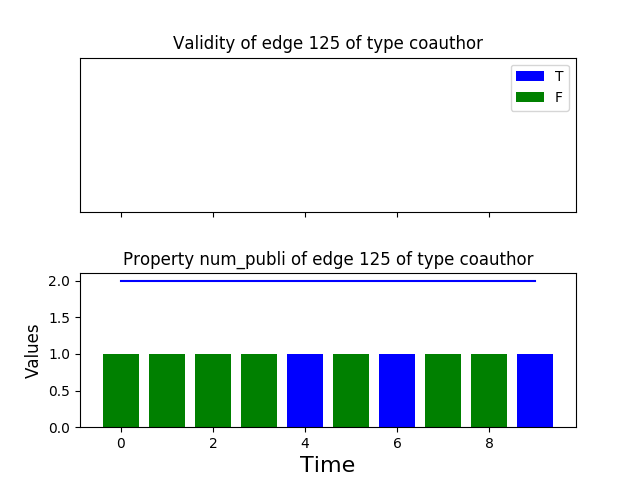 Validity of edge 125 of type coauthor
T
F
Property num_publi of edge 125 of type coauthor
2.0
1.5
1.0
0.5
0.0
Values
0 2 4 6 8
Time